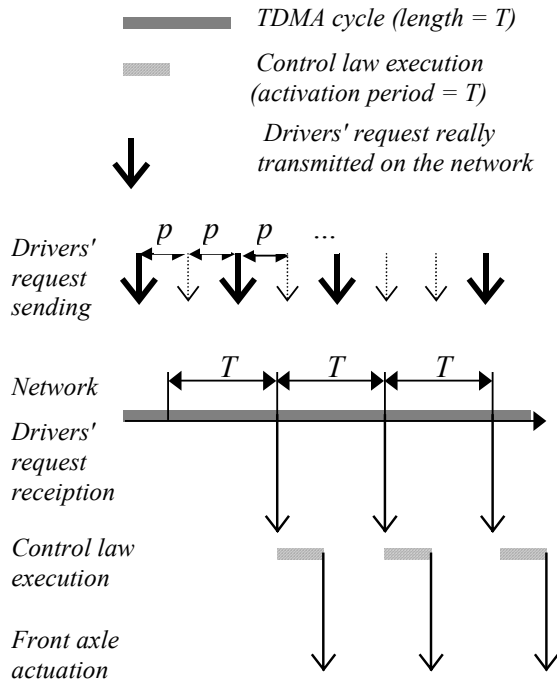 TDMA cycle (length = T)
Control law execution
(activation period = T)
Drivers' request really
transmitted on the network
p p p ...
Drivers'
request
sending
T T T
Network
Drivers'
request
receiption
Control law
execution
Front axle
actuation